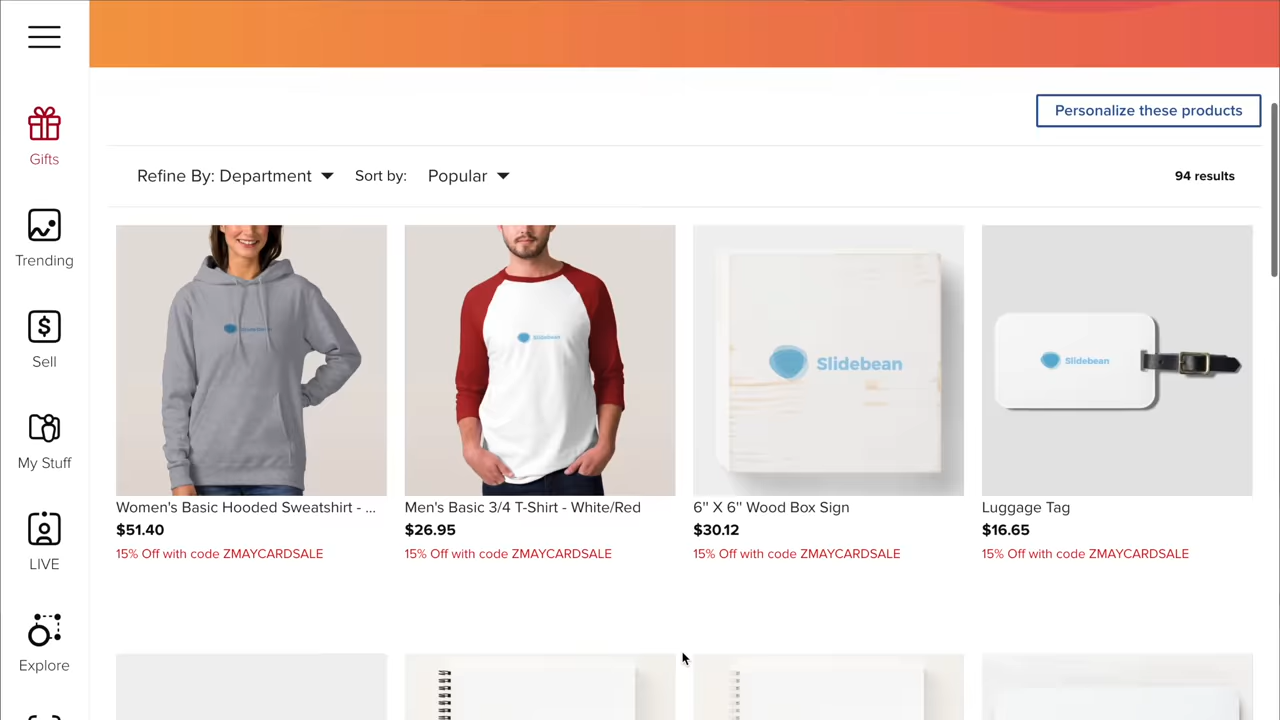 Personalize these products
Gifts
Refine By: Department
Sort by:
Popular
94 results
Trending
Sell
My Stuff
LIVE
Explore
Slidebean
Slidebean
Slidebean
Slidebean
Women's Basic Hooded Sweatshirt - ...
$51.40
15% Off with code ZMAYCARDSALE
Men's Basic 3/4 T-Shirt - White/Red
$26.95
15% Off with code ZMAYCARDSALE
6" X 6" Wood Box Sign
$30.12
15% Off with code ZMAYCARDSALE
Luggage Tag
$16.65
15% Off with code ZMAYCARDSALE